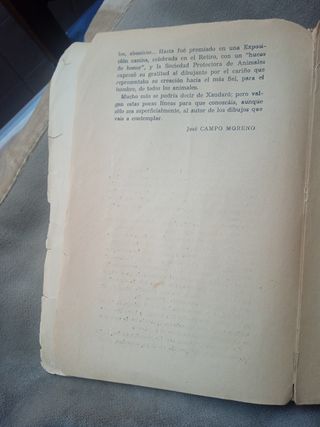 los, abanicos... Hasta fué premiado en una Exposi-
ción canina, celebrada en el Retiro, con un "hueso
de honor", y la Sociedad Protectora de Animales
expresó su gratitud al dibujante por el cariño que
representaba su creación hacia el más fiel, para el
hombre, de todos los animales.
Mucho más se podría decir de Xaudaró; pero val-
gan estas pocas líneas para que conozcáis, aunque
sólo sea superficialmente, al autor de los dibujos que
vais a contemplar.
José CAMPO MORENO